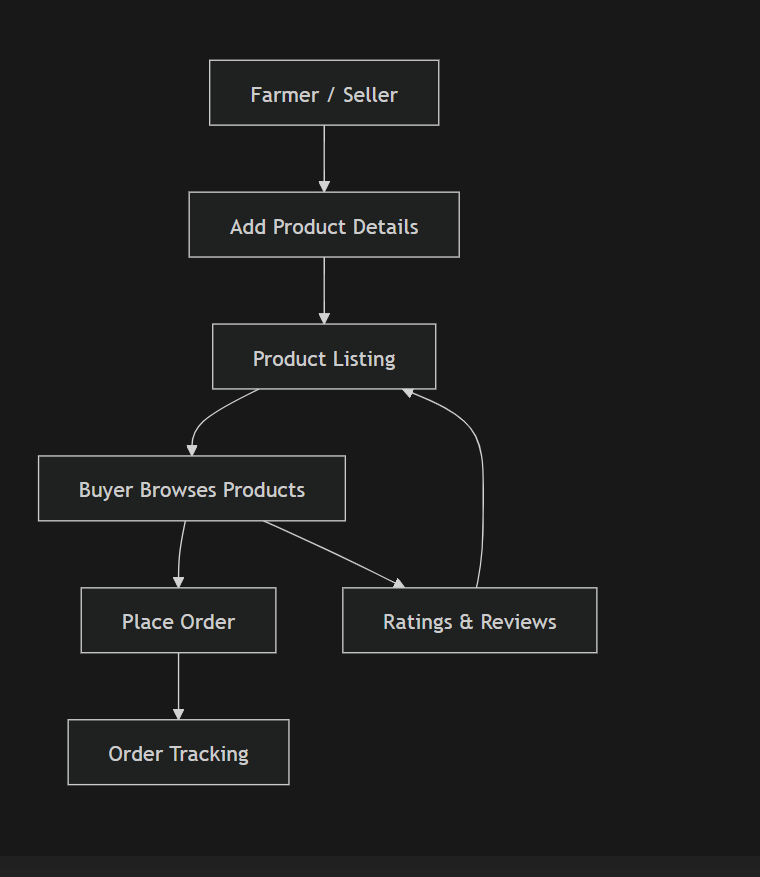 Farmer / Seller
Add Product Details
Product Listing
Buyer Browses Products
Place Order
Ratings & Reviews
Order Tracking